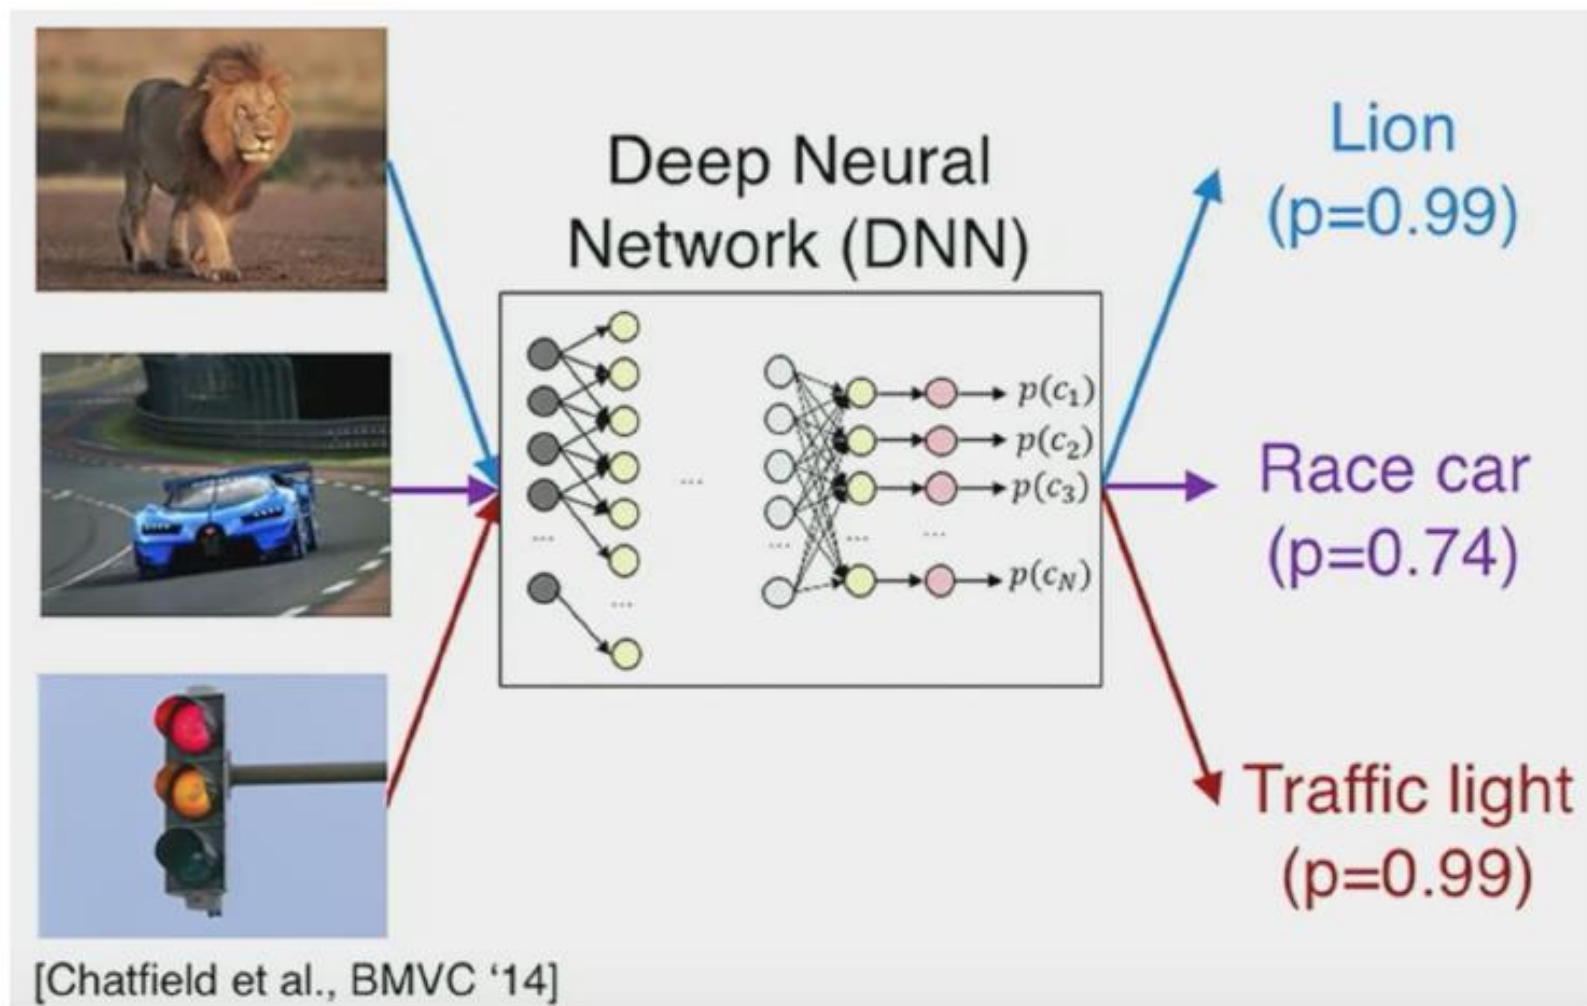 Deep Neural
Network (DNN)
...
...
...
...
...
...
p(c₁)
p(c₂)
p(c₃)
p(c_N)
Lion
(p=0.99)
Race car
(p=0.74)
Traffic light
(p=0.99)
[Chatfield et al., BMVC ‘14]